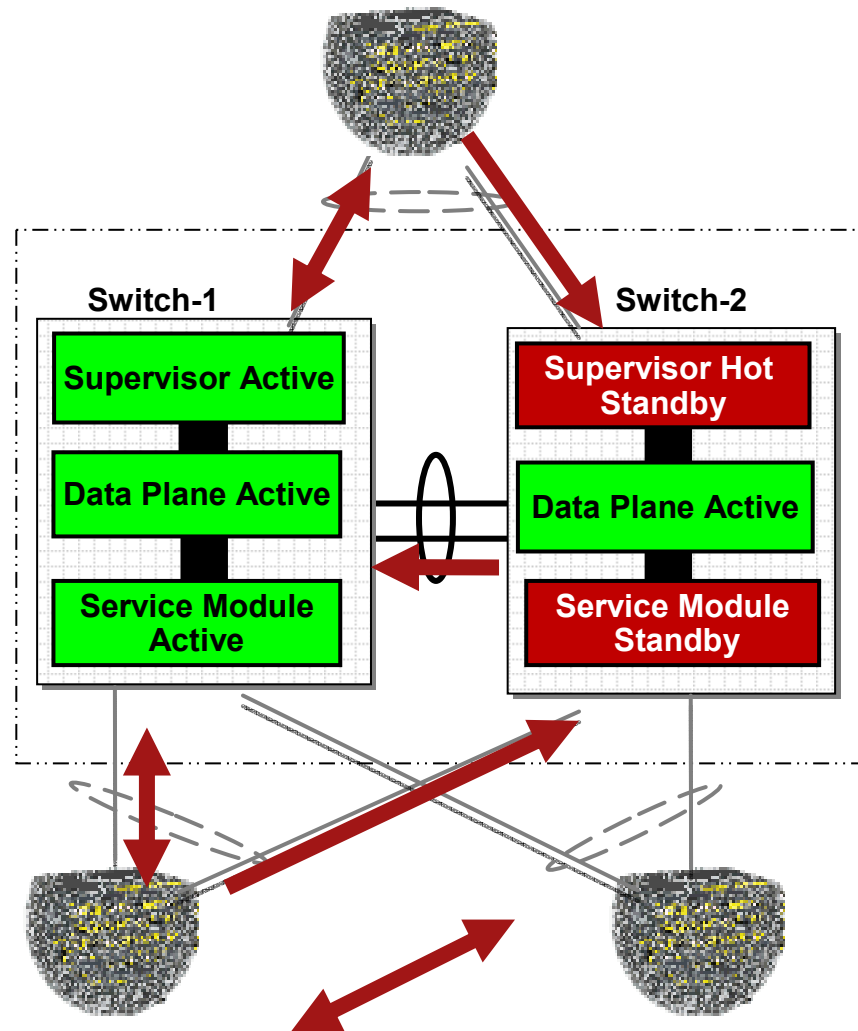 Switch-1
Supervisor Active
Data Plane Active
Service Module
Active
Switch-2
Supervisor Hot
Standby
Data Plane Active
Service Module
Standby